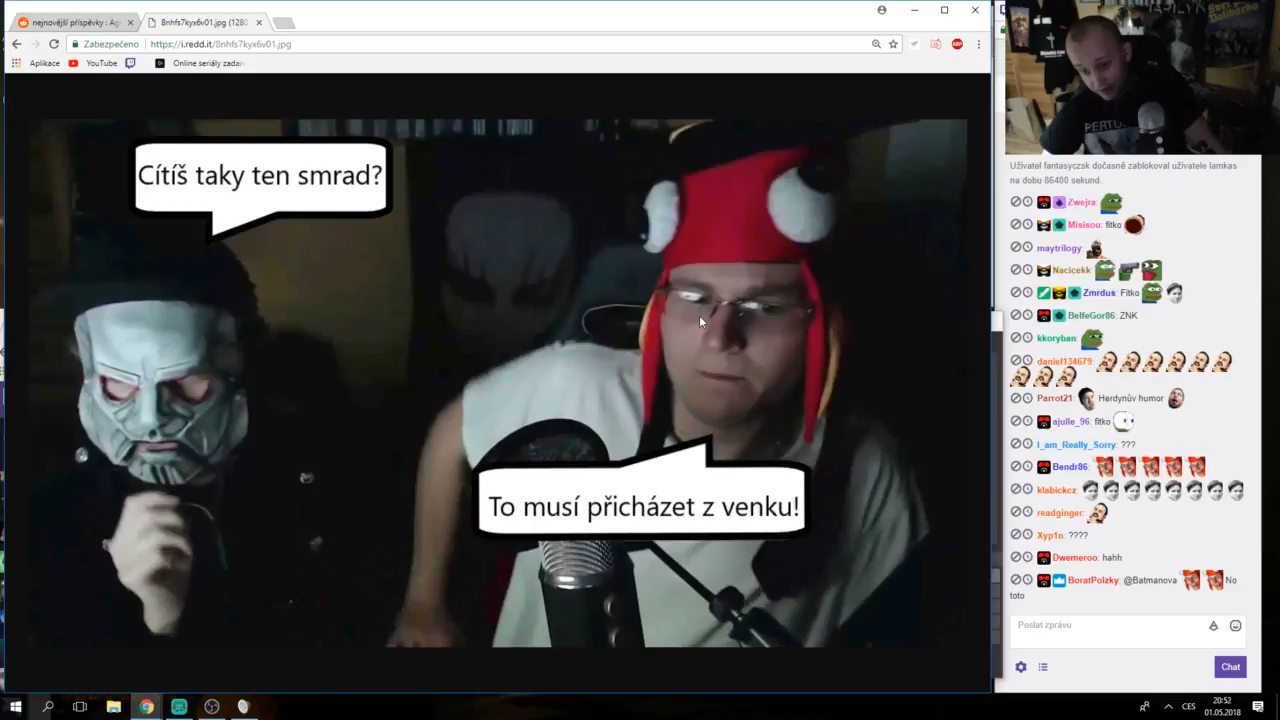 nejnovější příspěvky : Ag
8nhfs7kyx6v01.jpg (1280
Zabezpečeno
https://i.redd.it/8nhfs7kyx6v01.jpg
ABP
Aplikace
YouTube
Online seriály zadar
Cítíš taky ten smrad?
To musí přicházet z venku!
Uživatel fantasyczsk dočasně zablokoval uživatele lamkas
na dobu 86400 sekund.
Zwejra:
Misisou: fitko
maytrilogy:
Nacicekk:
Zmrdus: Fitko
BelfeGor86: ZNK
kkoryban:
daniel134679:
Parrot21: Herdynův humor
ajulle_96: fitko
I_am_Really_Sorry: ???
Bendr86:
klabickcz:
readginger:
Xyp1n: ????
Dwemeroo: hahh
BoratPolzky: @Batmanova No
toto
Poslat zprávu
Chat
CES
20:52
01.05.2018